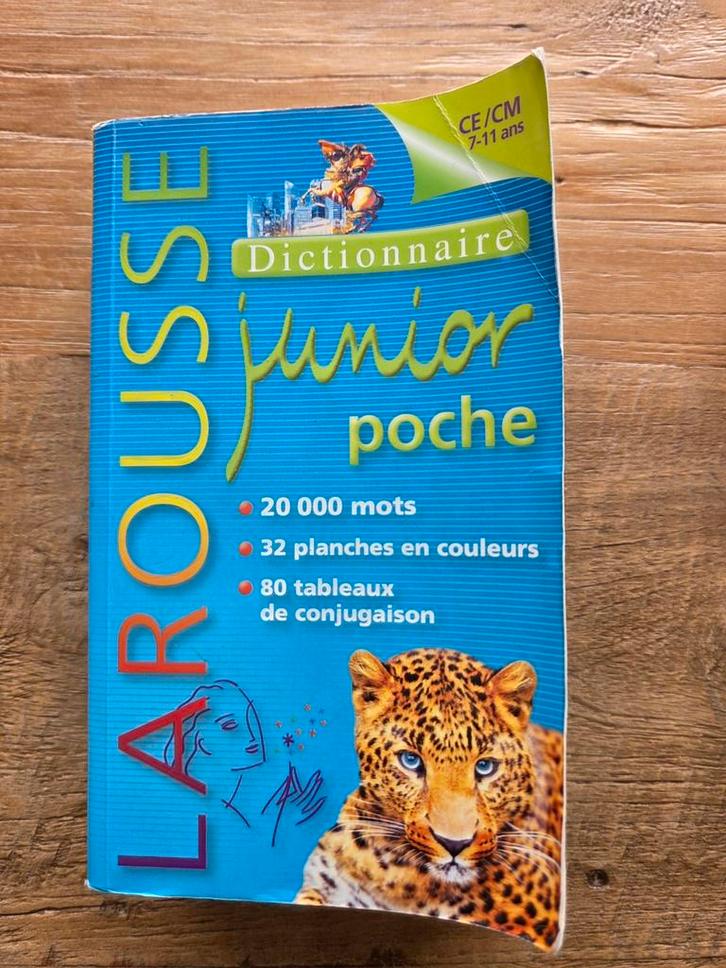 LAROUSSE
CE/CM
7-11 ans
Dictionnaire
junior
poche
• 20 000 mots
• 32 planches en couleurs
• 80 tableaux
de conjugaison